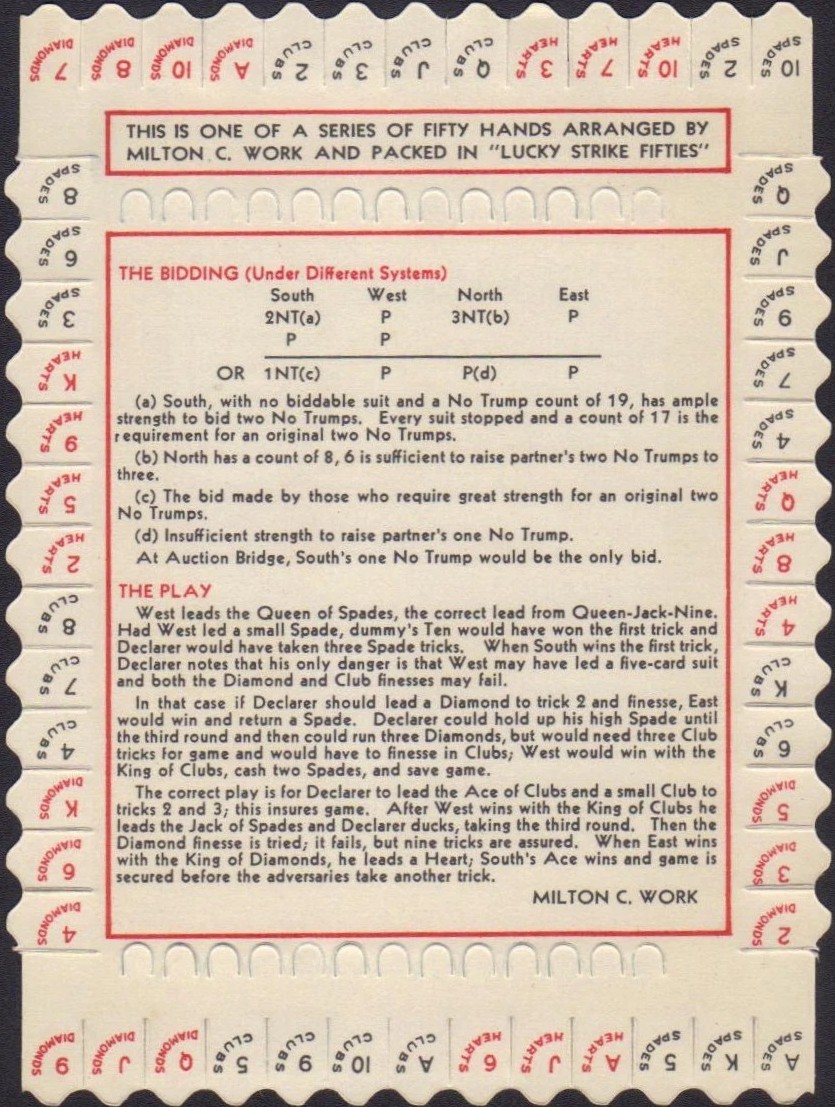 7 DIAMONDS 8 DIAMONDS 10 DIAMONDS A DIAMONDS 2 CLUBS 3 CLUBS J CLUBS Q CLUBS 3 HEARTS 7 HEARTS 10 HEARTS 2 SPADES 10 SPADES
THIS IS ONE OF A SERIES OF FIFTY HANDS ARRANGED BY
MILTON C. WORK AND PACKED IN "LUCKY STRIKE FIFTIES"
8 SPADES
6 SPADES
3 SPADES
K HEARTS
9 HEARTS
5 HEARTS
2 HEARTS
8 CLUBS
7 CLUBS
4 CLUBS
K DIAMONDS
6 DIAMONDS
4 DIAMONDS
THE BIDDING (Under Different Systems)
South West North East
2NT(a) P 3NT(b) P
P P
OR 1NT(c) P P(d) P
(a) South, with no biddable suit and a No Trump count of 19, has ample
strength to bid two No Trumps. Every suit stopped and a count of 17 is the
requirement for an original two No Trumps.
(b) North has a count of 8, 6 is sufficient to raise partner's two No Trumps to
three.
(c) The bid made by those who require great strength for an original two
No Trumps.
(d) Insufficient strength to raise partner's one No Trump.
At Auction Bridge, South's one No Trump would be the only bid.
THE PLAY
West leads the Queen of Spades, the correct lead from Queen-Jack-Nine.
Had West led a small Spade, dummy's Ten would have won the first trick and
Declarer would have taken three Spade tricks. When South wins the first trick,
Declarer notes that his only danger is that West may have led a five-card suit
and both the Diamond and Club finesses may fail.
In that case if Declarer should lead a Diamond to trick 2 and finesse, East
would win and return a Spade. Declarer could hold up his high Spade until
the third round and then could run three Diamonds, but would need three Club
tricks for game and would have to finesse in Clubs; West would win with the
King of Clubs, cash two Spades, and save game.
The correct play is for Declarer to lead the Ace of Clubs and a small Club to
tricks 2 and 3; this insures game. After West wins with the King of Clubs he
leads the Jack of Spades and Declarer ducks, taking the third round. Then the
Diamond finesse is tried; it fails, but nine tricks are assured. When East wins
with the King of Diamonds, he leads a Heart; South's Ace wins and game is
secured before the adversaries take another trick.
MILTON C. WORK
Q SPADES
J SPADES
9 SPADES
7 SPADES
4 SPADES
Q HEARTS
8 HEARTS
4 HEARTS
K CLUBS
6 CLUBS
5 DIAMONDS
3 DIAMONDS
2 DIAMONDS
9 DIAMONDS J DIAMONDS Q DIAMONDS 5 CLUBS 9 CLUBS 10 CLUBS A CLUBS 6 HEARTS J HEARTS A HEARTS 5 SPADES K SPADES A SPADES